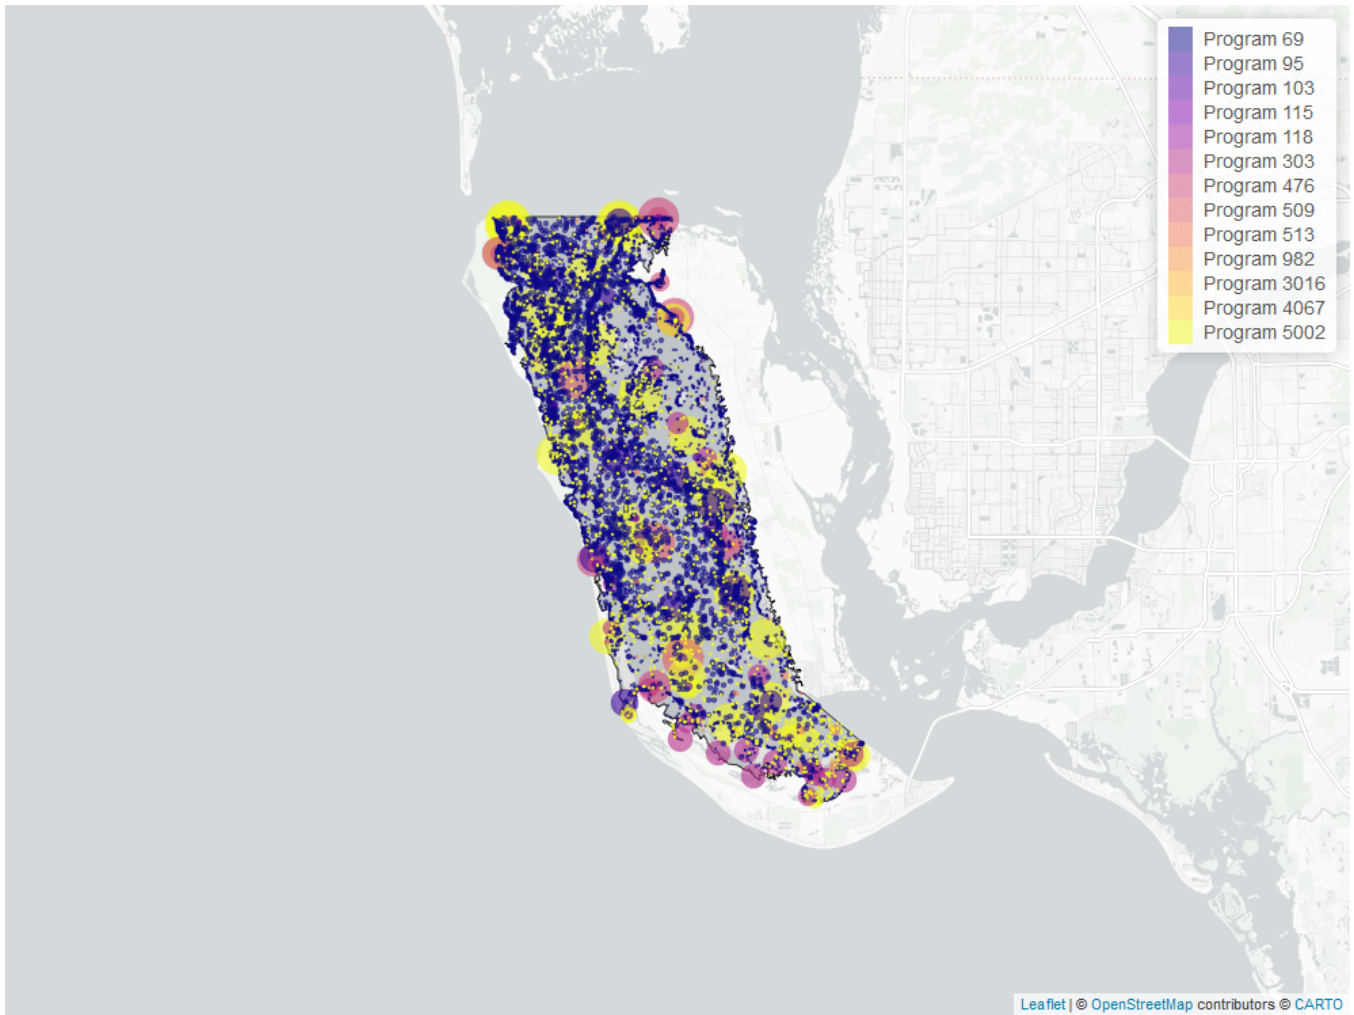 Program 69
Program 95
Program 103
Program 115
Program 118
Program 303
Program 476
Program 509
Program 513
Program 982
Program 3016
Program 4067
Program 5002
Leaflet | © OpenStreetMap contributors © CARTO